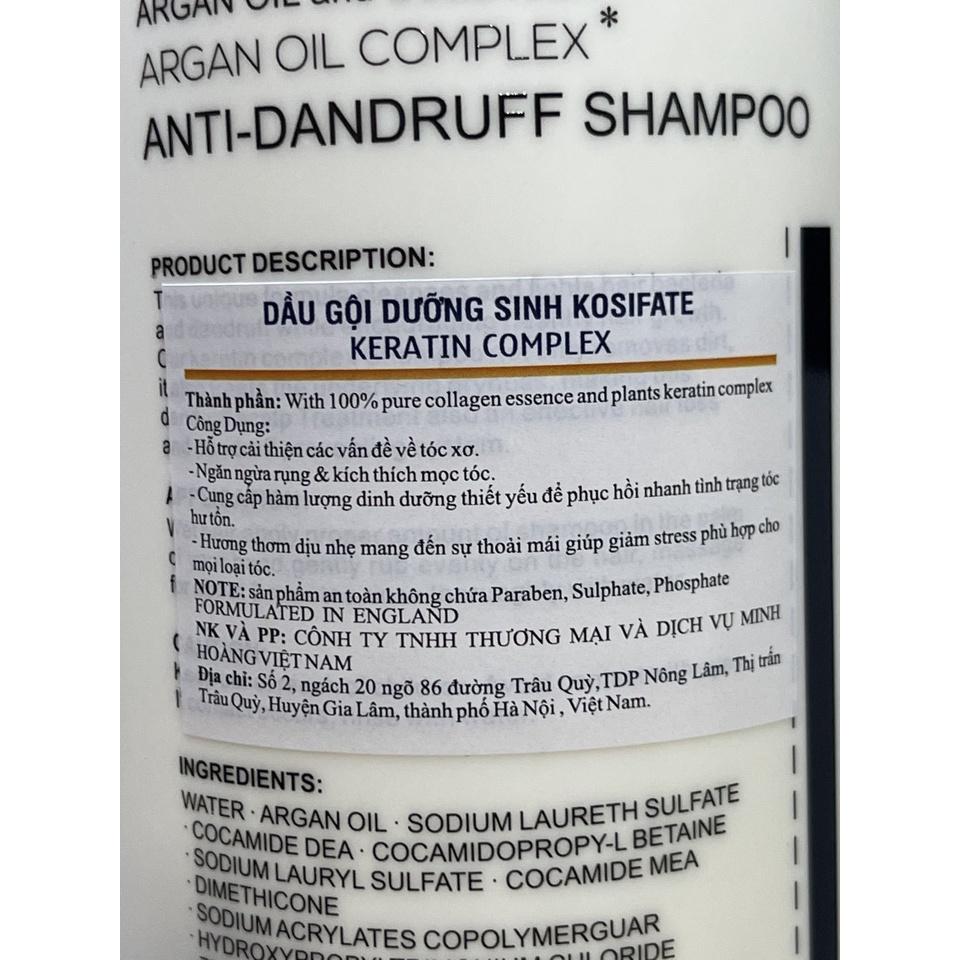 ARGAN OIL
ARGAN OIL COMPLEX*
ANTI-DANDRUFF SHAMPOO
PRODUCT DESCRIPTION:
DẦU GỘI DƯỠNG SINH KOSIFATE
KERATIN COMPLEX
Thành phần: With 100% pure collagen essence and plants keratin complex
Công Dụng:
-Hỗ trợ cải thiện các vấn đề về tóc xơ.
-Ngăn ngừa rụng & kích thích mọc tóc.
-Cung cấp hàm lượng dinh dưỡng thiết yếu để phục hồi nhanh tình trạng tóc
hư tổn.
- Hương thơm dịu nhẹ mang đến sự thoải mái giúp giảm stress phù hợp cho
mọi loại tóc.
NOTE: sản phẩm an toàn không chứa Paraben, Sulphate, Phosphate
FORMULATED IN ENGLAND
NK VÀ PP: CÔNH TY TNHH THƯƠNG MẠI VÀ DỊCH VỤ MINH
HOÀNG VIỆT NAM
Địa chỉ: Số 2, ngách 20 ngõ 86 đường Trâu Quỳ,TDP Nông Lâm, Thị trấn
Trâu Quỳ, Huyện Gia Lâm, thành phố Hà Nội , Việt Nam.
INGREDIENTS:
WATER · ARGAN OIL · SODIUM LAURETH SULFATE
· COCAMIDE DEA · COCAMIDOPROPY-L BETAINE
· SODIUM LAURYL SULFATE · COCAMIDE MEA
· DIMETHICONE
· SODIUM ACRYLATES COPOLYMERGUAR